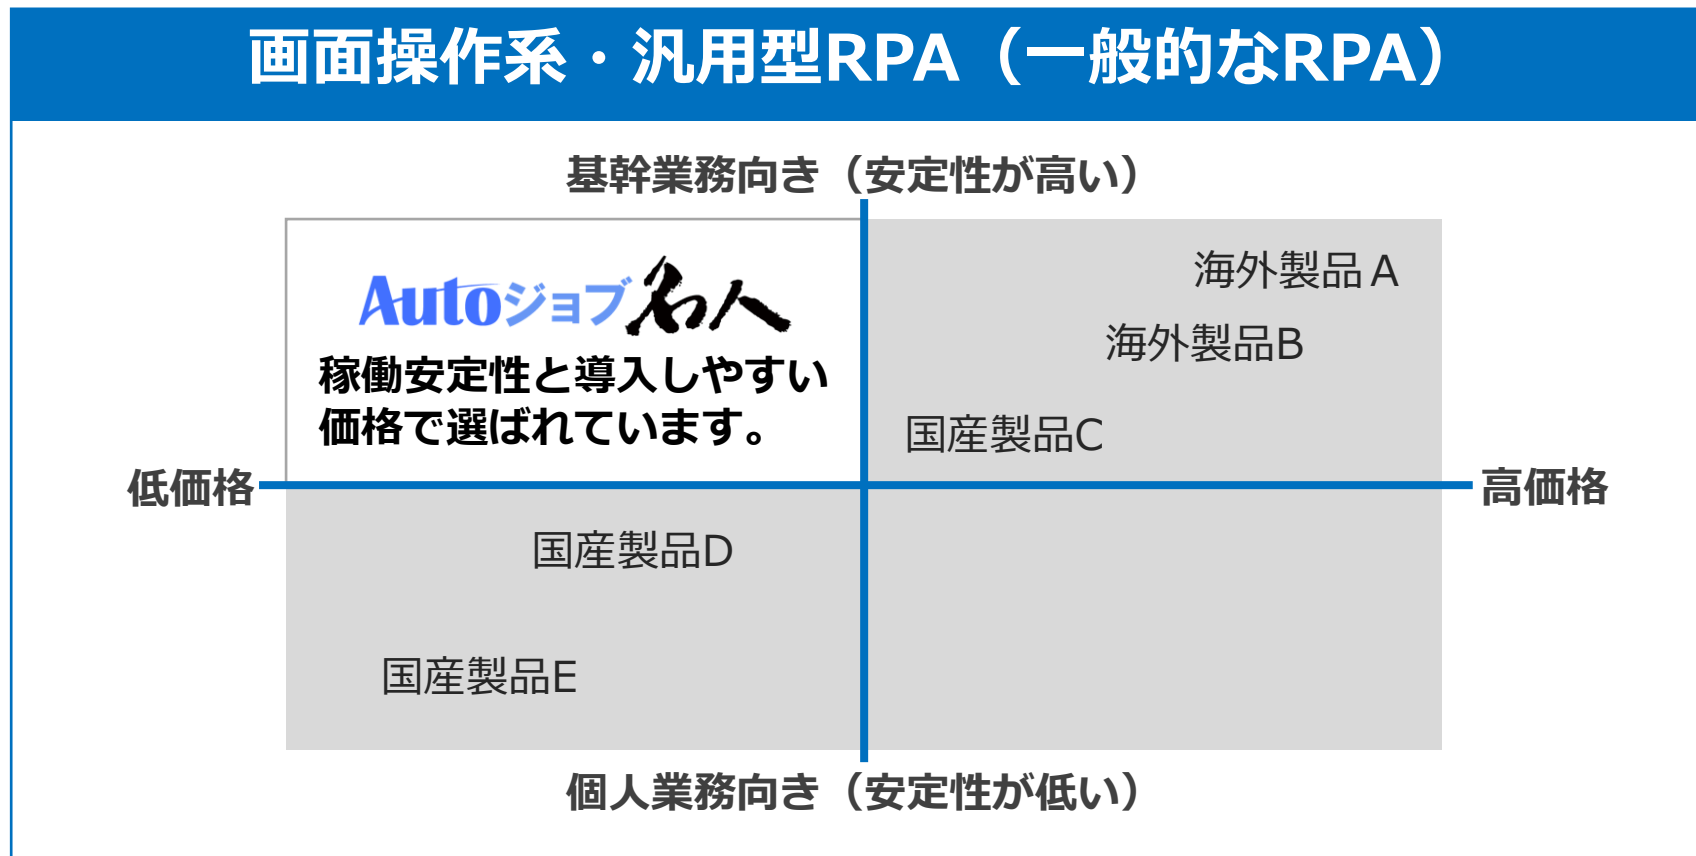 画面操作系・汎用型RPA（一般的なRPA）
基幹業務向き（安定性が高い）
海外製品A
Autoジョブ名人
海外製品B
稼働安定性と導入しやすい
価格で選ばれています。
国産製品C
低価格
高価格
国産製品D
国産製品E
個人業務向き（安定性が低い）